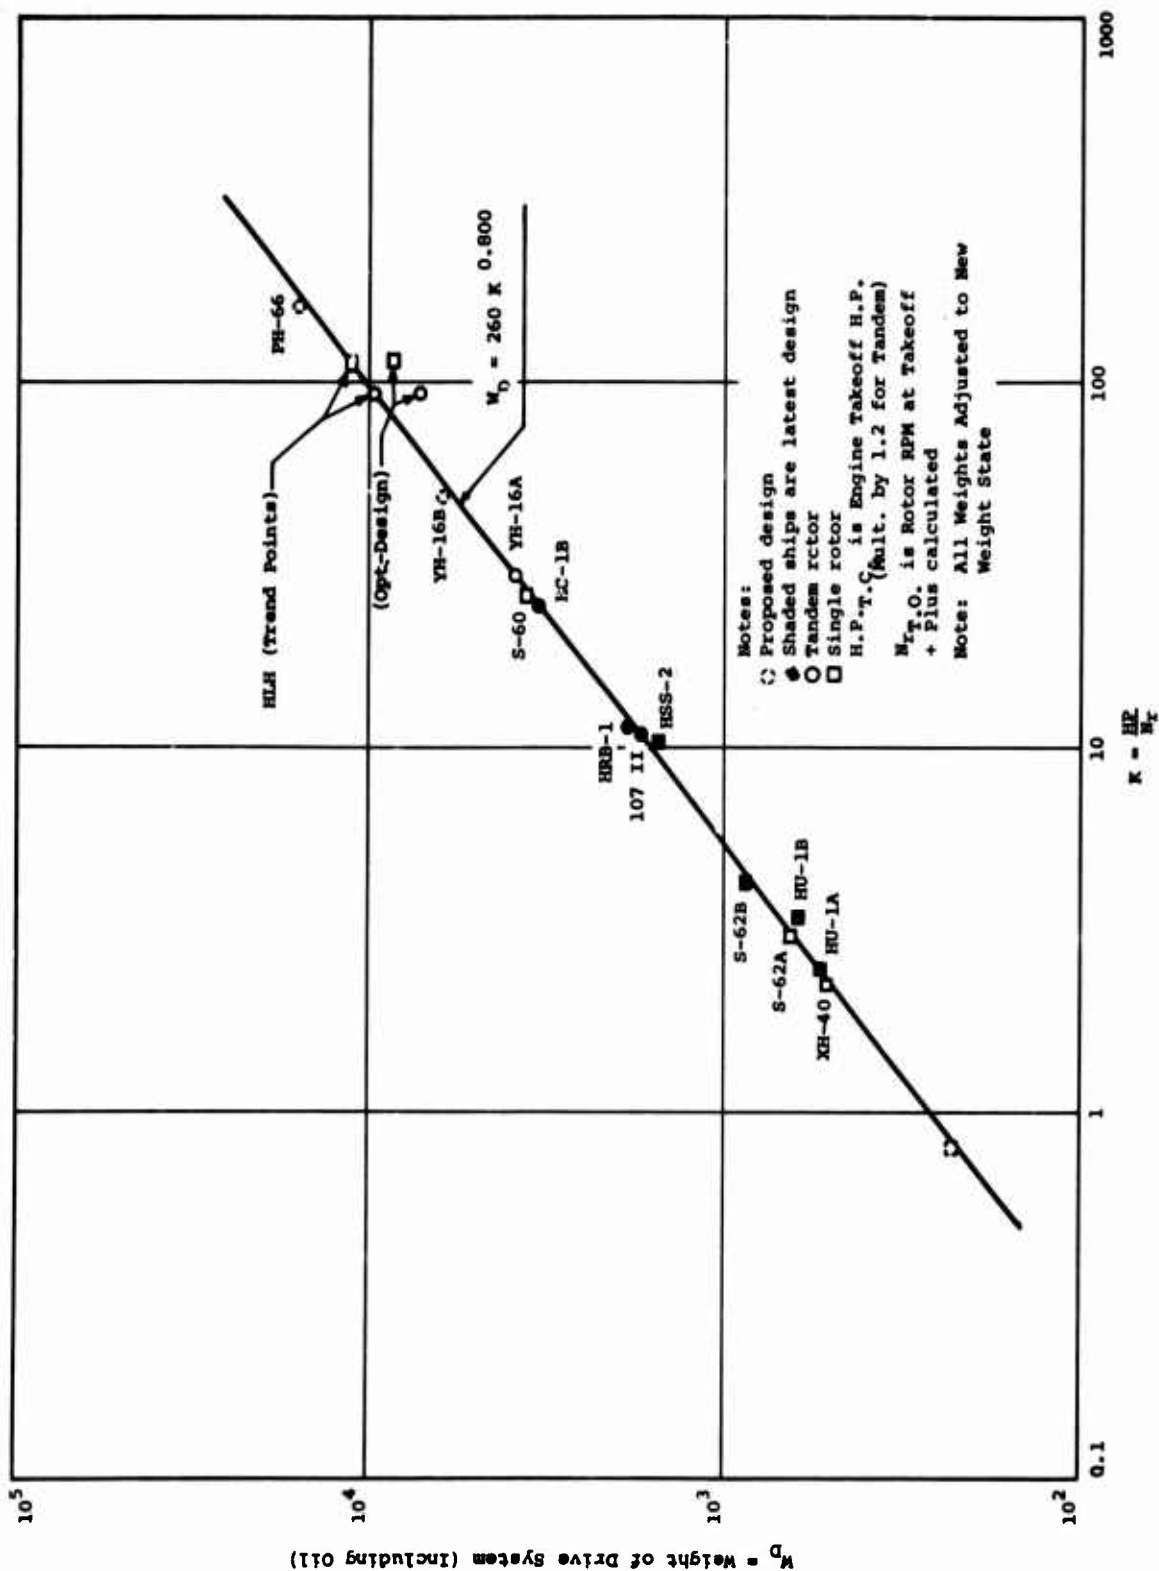 10^5
10^4
10^3
10^2
W_D = Weight of Drive System (Including Oil)
0.1
1
10
100
1000
K = HP/N_r
PH-66
HLH (Trend Points)
(Opt. Design)
W_D = 260 K^0.800
YH-16B
YH-16A
S-60
HC-1B
HRB-1
107 II
HSS-2
S-62B
HU-1B
S-62A
HU-1A
XH-40
Notes:
Proposed design
Shaded ships are latest design
Tandem rctor
Single rotor
H.P.T.C. is Engine Takeoff H.P.
(Mult. by 1.2 for Tandem)
N_rT.O. is Rotor RPM at Takeoff
+ Plus calculated
Note: All Weights Adjusted to New
Weight State